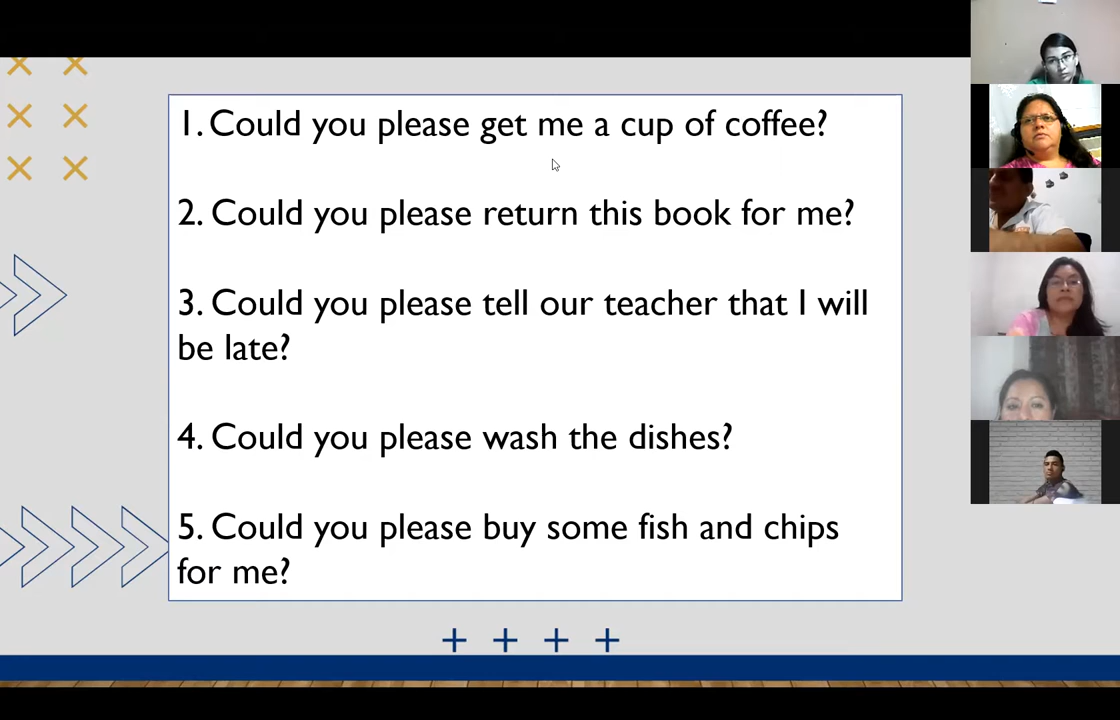 1. Could you please get me a cup of coffee?
2. Could you please return this book for me?
3. Could you please tell our teacher that I will
be late?
4. Could you please wash the dishes?
5. Could you please buy some fish and chips
for me?